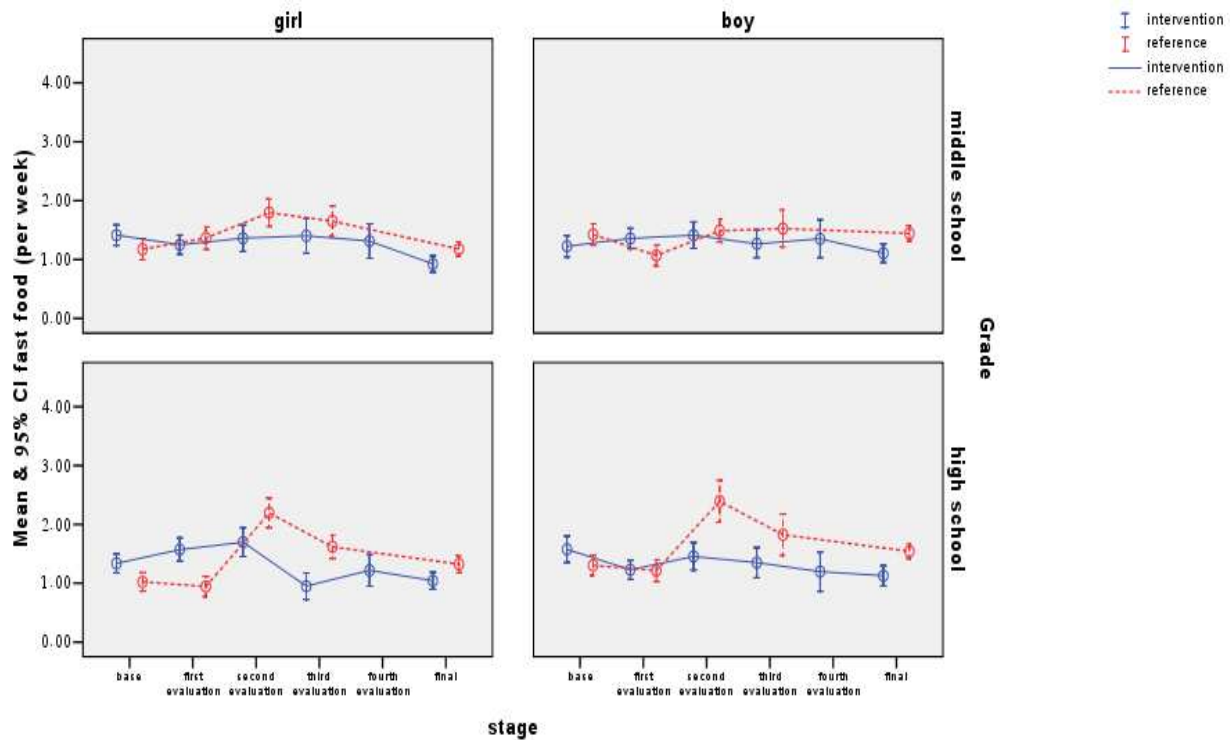 girl
boy
intervention
reference
intervention
reference
Mean & 95% CI fast food (per week)
4.00
3.00
2.00
1.00
0.00
middle school
4.00
3.00
2.00
1.00
0.00
high school
Grade
base
first evaluation
second evaluation
third evaluation
fourth evaluation
final
base
first evaluation
second evaluation
third evaluation
fourth evaluation
final
stage